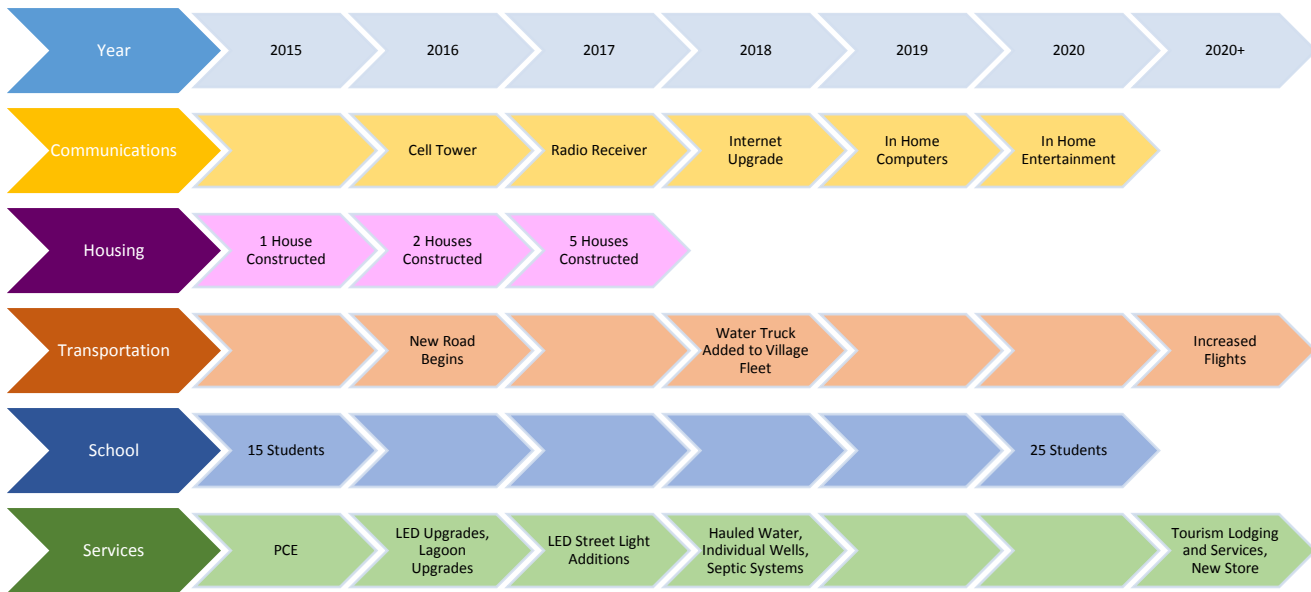 Year
2015
2016
2017
2018
2019
2020
2020+
Communications
Cell Tower
Radio Receiver
Internet
Upgrade
In Home
Computers
In Home
Entertainment
Housing
1 House
Constructed
2 Houses
Constructed
5 Houses
Constructed
Transportation
New Road
Begins
Water Truck
Added to Village
Fleet
Increased
Flights
School
15 Students
25 Students
Services
PCE
LED Upgrades,
Lagoon
Upgrades
LED Street Light
Additions
Hauled Water,
Individual Wells,
Septic Systems
Tourism Lodging
and Services,
New Store